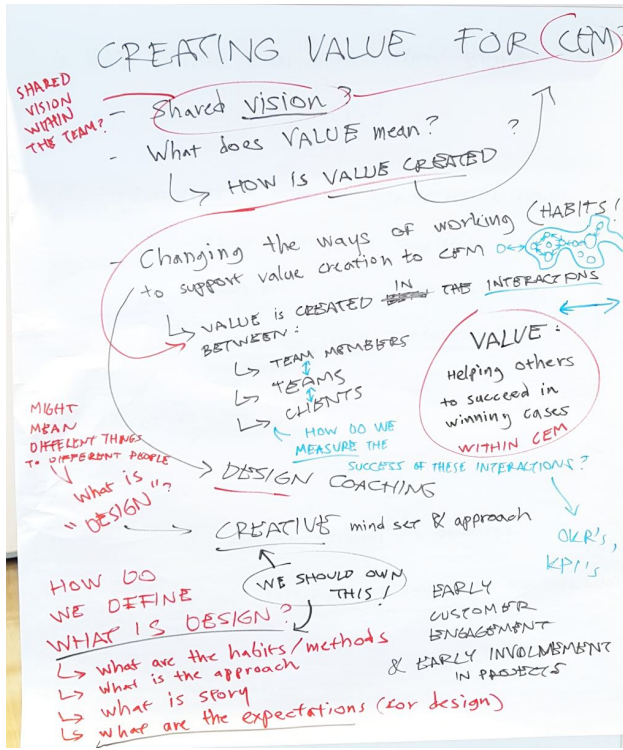 CREATING VALUE FOR CEM
SHARED
VISION
WITHIN
THE TEAM?
- Shared vision?
- What does VALUE mean? ?
↳ HOW IS VALUE CREATED
- Changing the ways of working (HABITS!
to support value creation to CEM
↳ VALUE IS CREATED IN THE INTERACTIONS
BETWEEN:
↳ TEAM MEMBERS
↳ TEAMS
↳ CLIENTS
VALUE:
Helping others
to succeed in
winning cases
WITHIN CEM
HOW DO WE
MEASURE THE
SUCCESS OF THESE INTERACTIONS?
OKR's,
KPI's
MIGHT
MEAN
DIFFERENT THINGS
TO DIFFERENT PEOPLE
What is
"DESIGN"?
DESIGN COACHING
CREATIVE mind set & approach
WE SHOULD OWN
THIS!
EARLY
CUSTOMER
ENGAGEMENT
& EARLY INVOLMEMENT
IN PROJECTS
HOW DO
WE DEFINE
WHAT IS DESIGN?
↳ what are the habits/methods
↳ what is the approach
↳ what is story
↳ what are the expectations (for design)